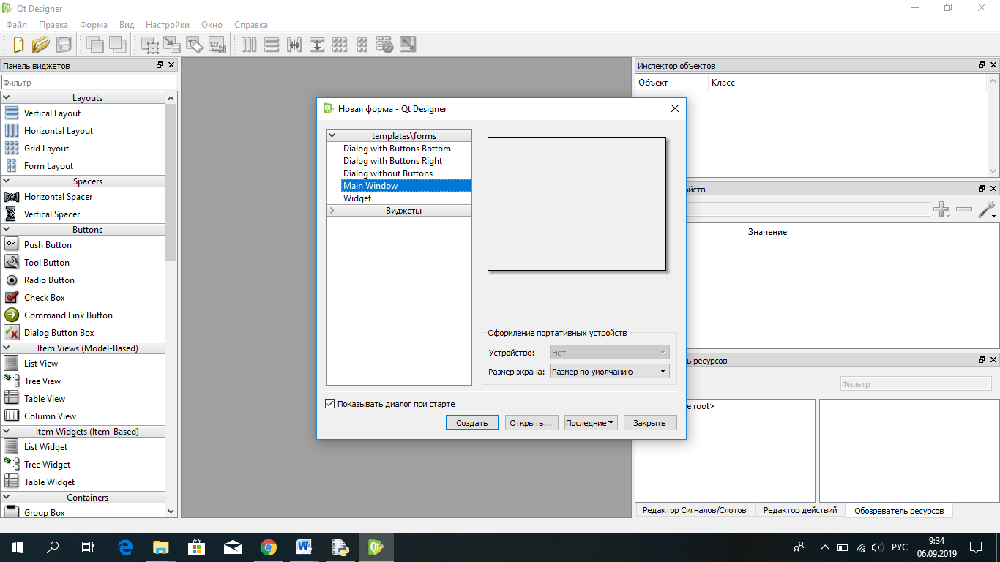 Qt Designer
Файл Правка Форма Вид Настройки Окно Справка
Панель виджетов
Фильтр
Layouts
Vertical Layout
Horizontal Layout
Grid Layout
Form Layout
Spacers
Horizontal Spacer
Vertical Spacer
Buttons
OK Push Button
Tool Button
Radio Button
Check Box
Command Link Button
Dialog Button Box
Item Views (Model-Based)
List View
Tree View
Table View
Column View
Item Widgets (Item-Based)
List Widget
Tree Widget
Table Widget
Containers
Group Box
Новая форма - Qt Designer
templates\forms
Dialog with Buttons Bottom
Dialog with Buttons Right
Dialog without Buttons
Main Window
Widget
Виджеты
Оформление портативных устройств
Устройство: Нет
Размер экрана: Размер по умолчанию
Показывать диалог при старте
Создать Открыть... Последние Закрыть
Инспектор объектов
Объект Класс
йств
Значение
ь ресурсов
Фильтр
e root>
Редактор Сигналов/Слотов Редактор действий Обозреватель ресурсов
РУС
9:34
06.09.2019